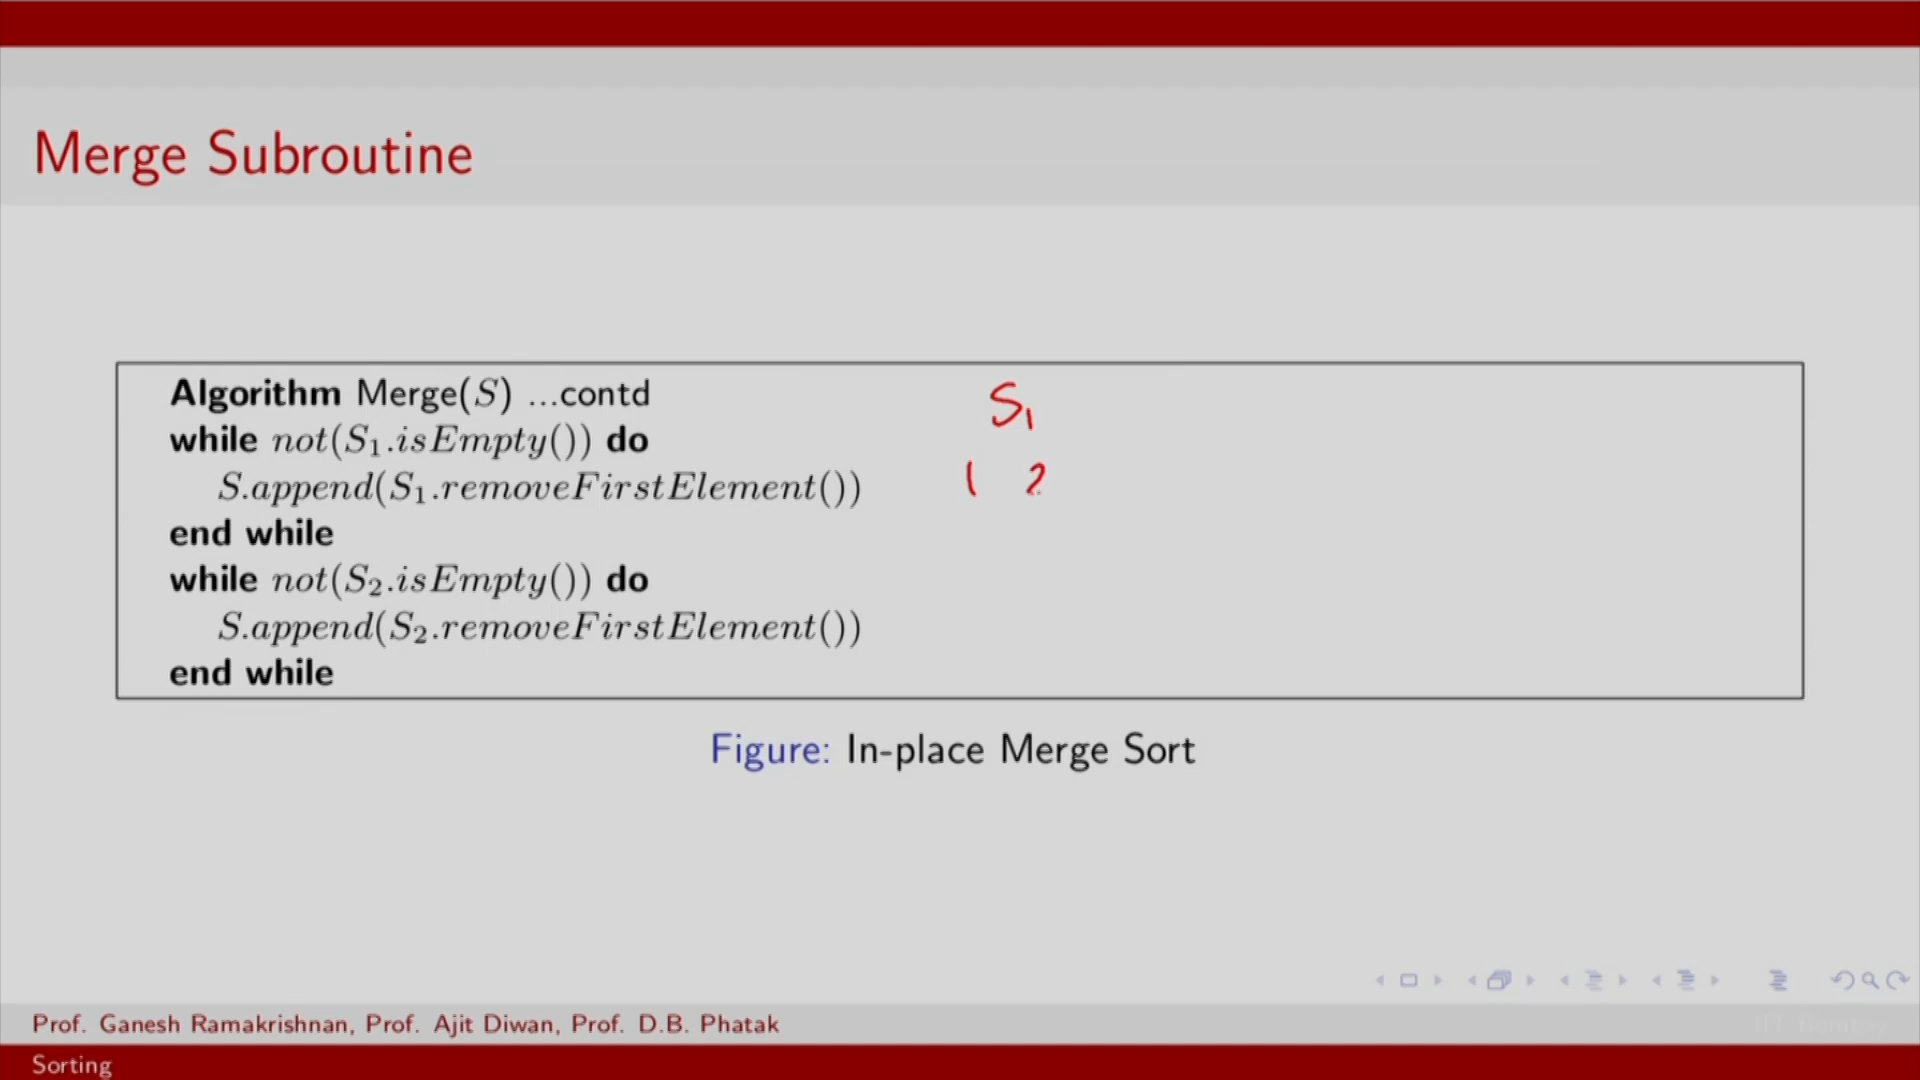 Merge Subroutine
Algorithm Merge(S) ...contd
while not(S₁.isEmpty()) do
S.append(S₁.removeFirstElement())
end while
while not(S₂.isEmpty()) do
S.append(S₂.removeFirstElement())
end while
S₁
1 2
Figure: In-place Merge Sort
Prof. Ganesh Ramakrishnan, Prof. Ajit Diwan, Prof. D.B. Phatak
Sorting